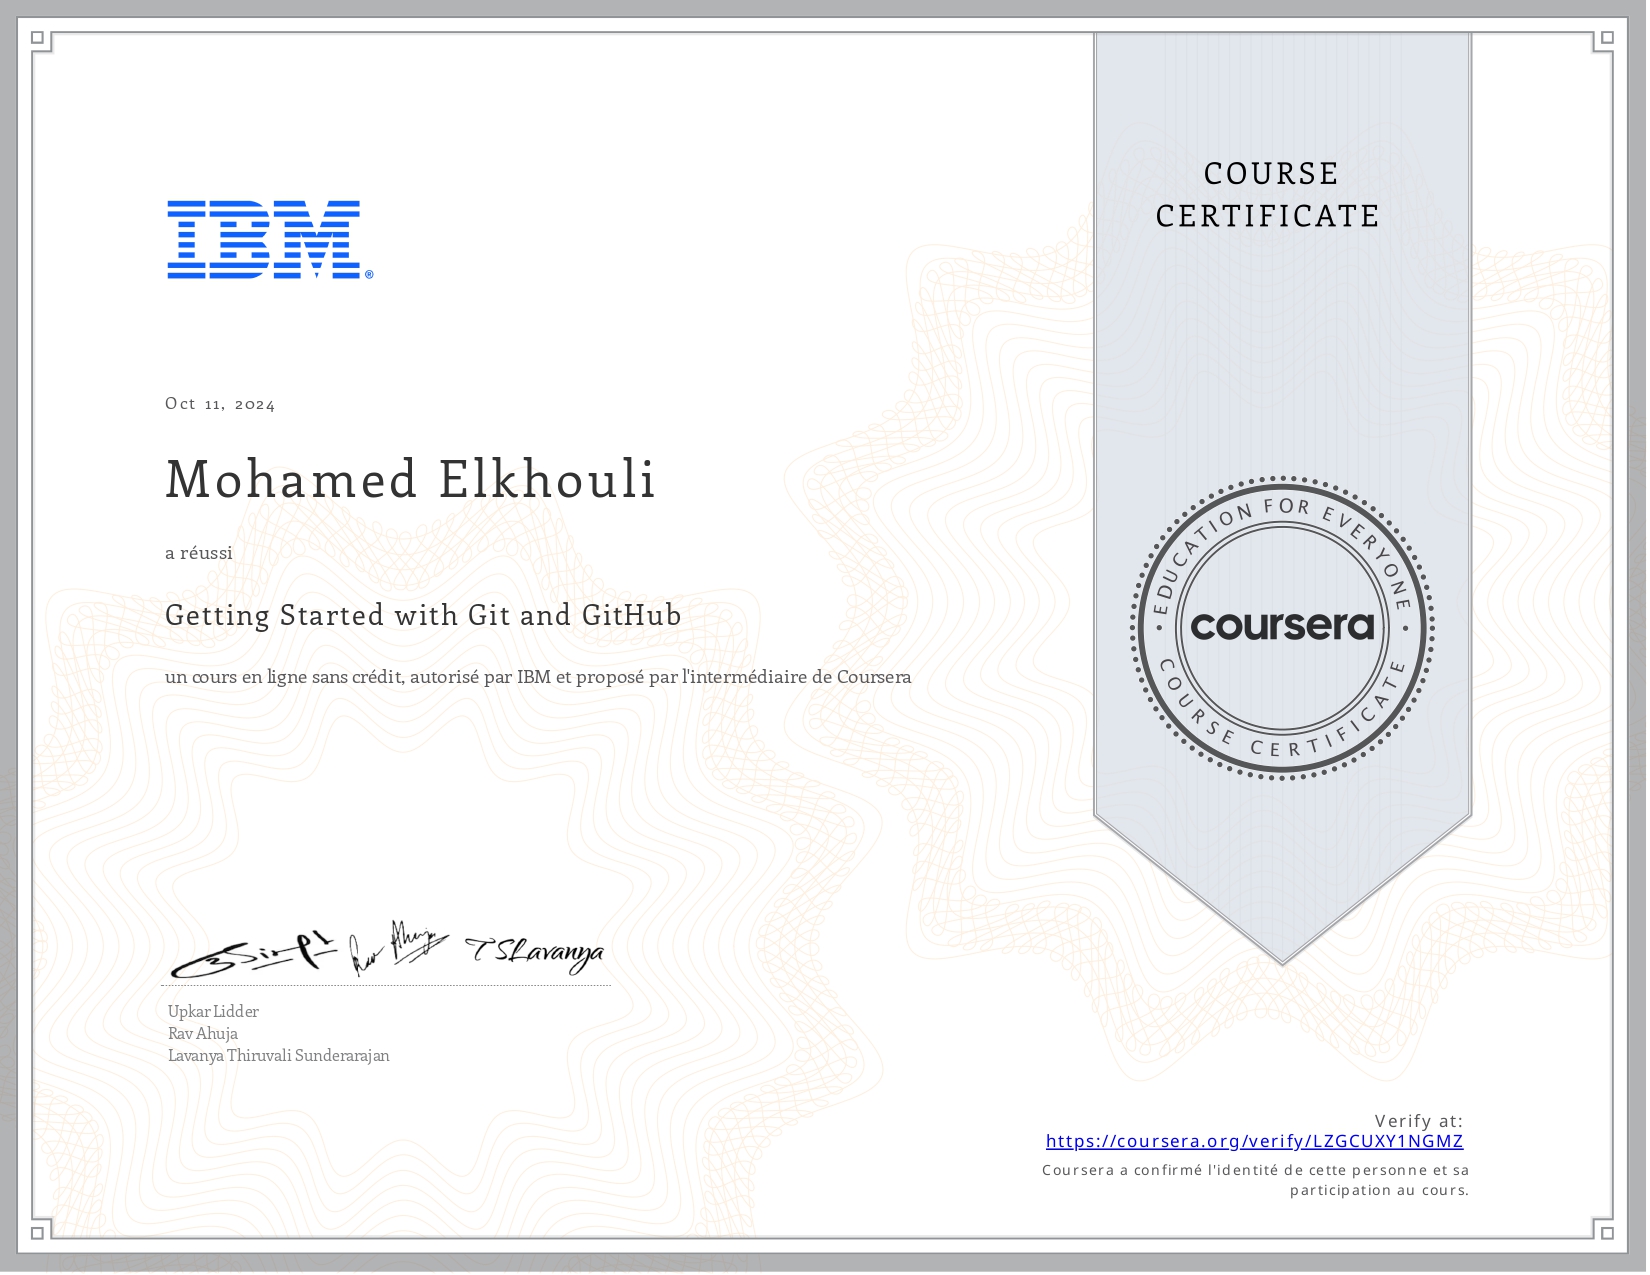 COURSE
CERTIFICATE
IBM®
Oct 11, 2024
Mohamed Elkhouli
a réussi
Getting Started with Git and GitHub
un cours en ligne sans crédit, autorisé par IBM et proposé par l'intermédiaire de Coursera
EDUCATION FOR EVERYONE
coursera
COURSE CERTIFICATE
Rav Ahuja
T S Lavanya
Upkar Lidder
Rav Ahuja
Lavanya Thiruvali Sunderarajan
Verify at:
https://coursera.org/verify/LZGCUXY1NGMZ
Coursera a confirmé l'identité de cette personne et sa
participation au cours.